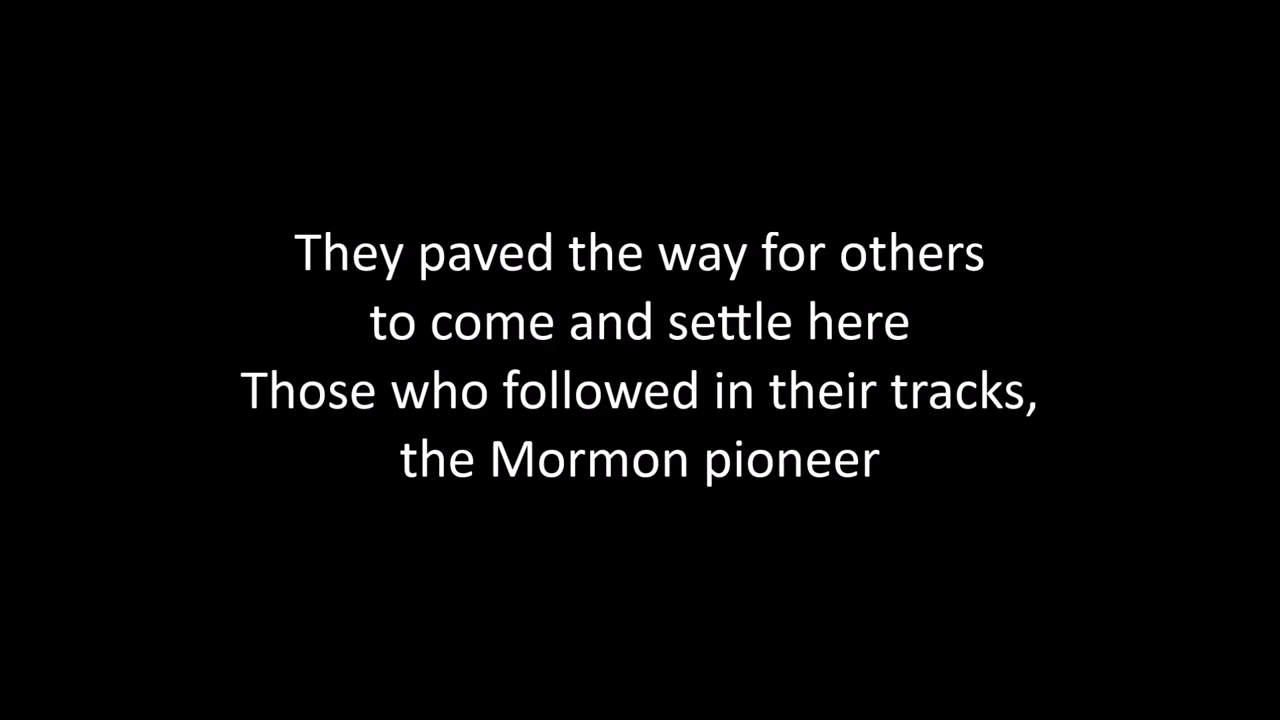 They paved the way for others
to come and settle here
Those who followed in their tracks,
the Mormon pioneer